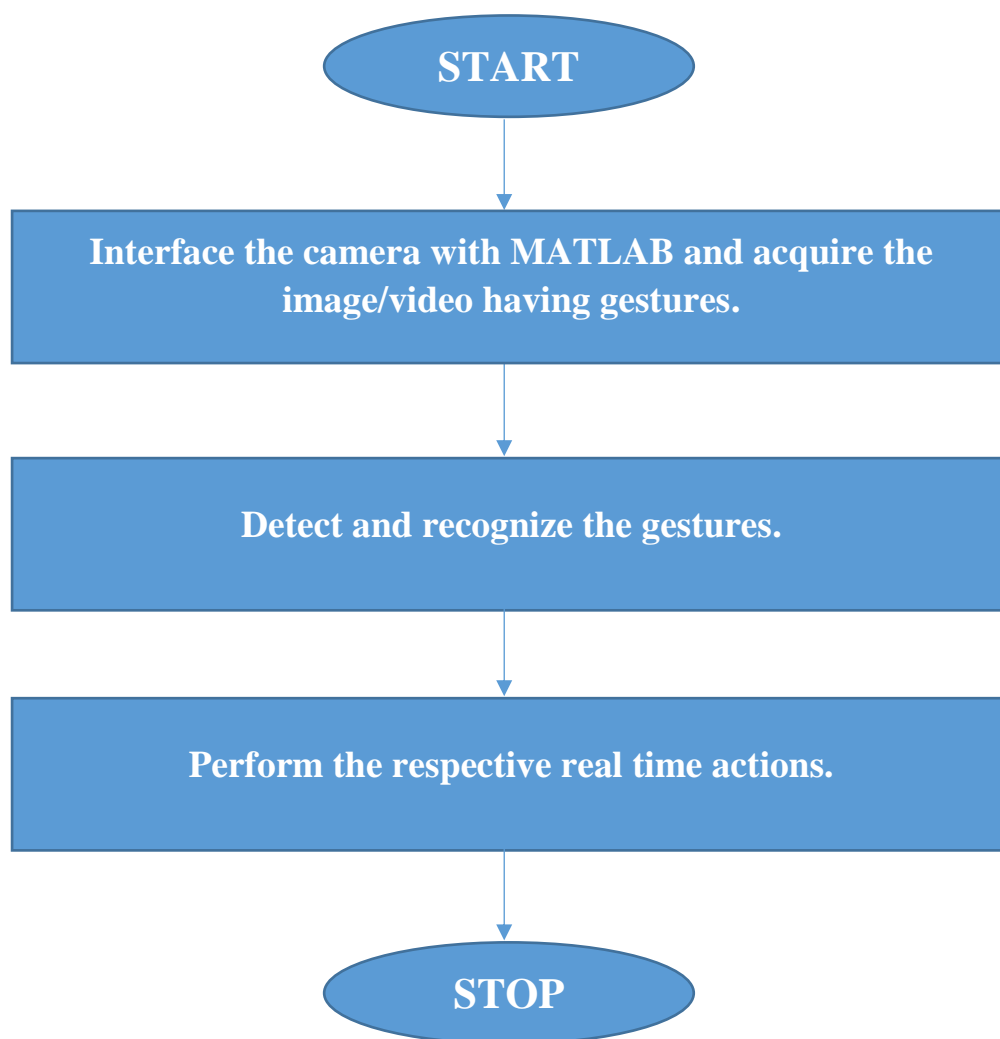 START
Interface the camera with MATLAB and acquire the
image/video having gestures.
Detect and recognize the gestures.
Perform the respective real time actions.
STOP